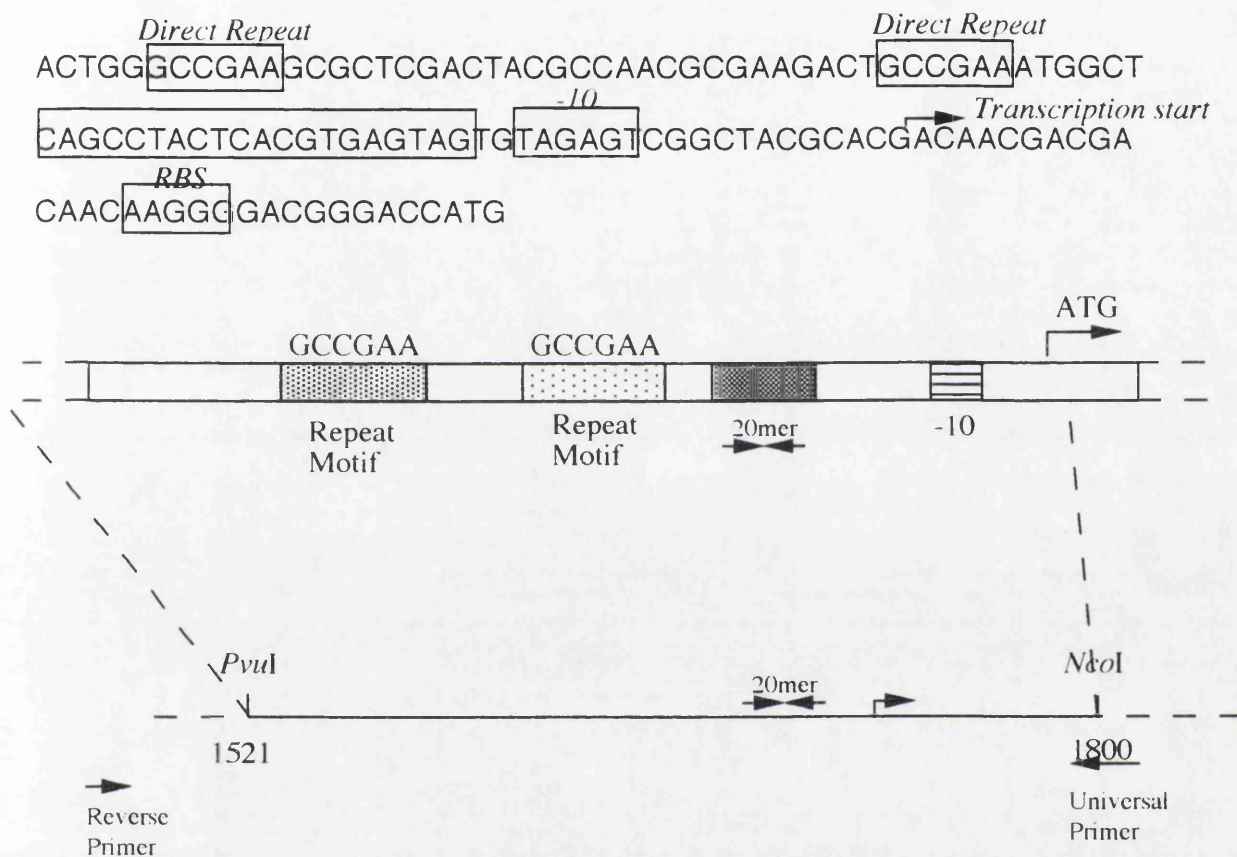 Direct Repeat Direct Repeat
ACTGGGCCGAAGCGCTCGACTACGCCAACGCGAAGACTGCCGAAATGGCT
-10 Transcription start
CAGCCTACTCACGTGAGTAGTGTAGAGTCGGCTACGCACGACAACGACGA
RBS
CAACAAGGGGACGGGACCATG
ATG
GCCGAA GCCGAA
Repeat Motif
Repeat Motif
20mer
-10
PvuI
NcoI
20mer
1521
1800
Reverse Primer
Universal Primer